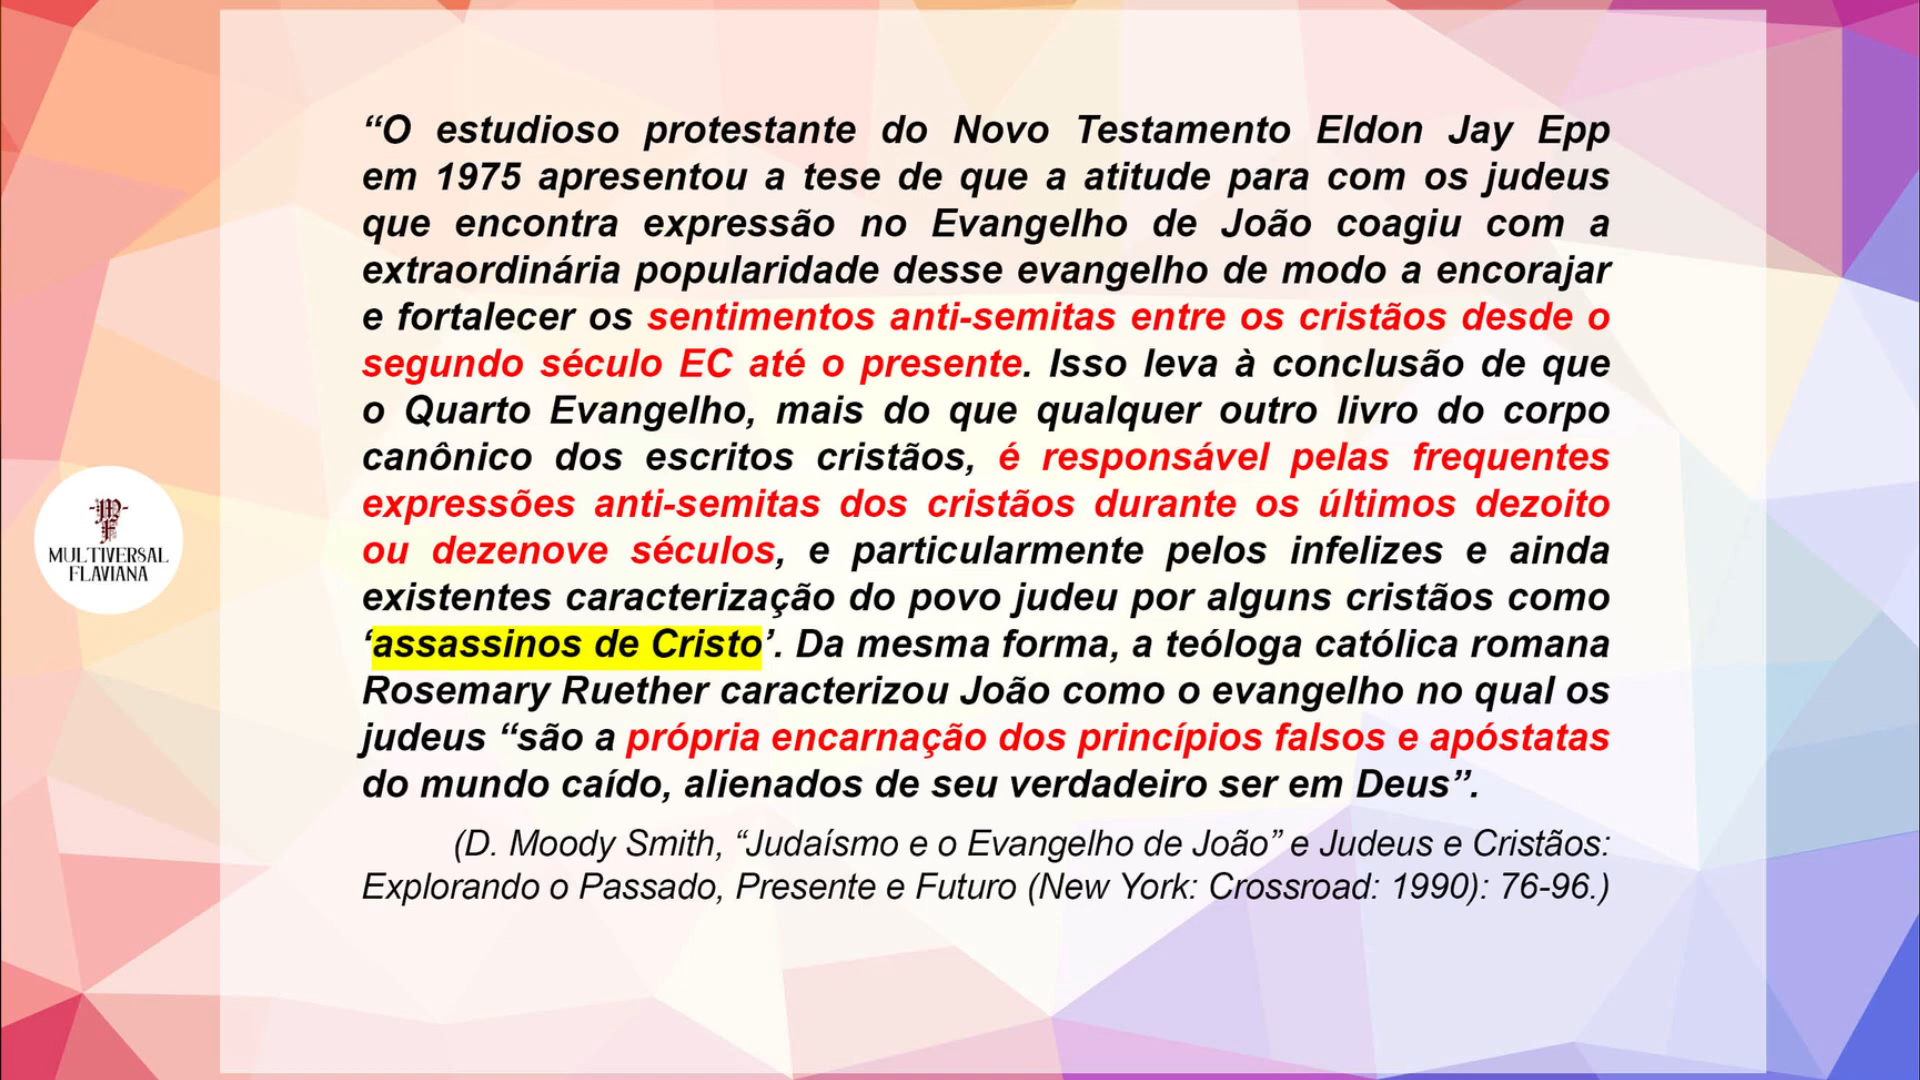 “O estudioso protestante do Novo Testamento Eldon Jay Epp
em 1975 apresentou a tese de que a atitude para com os judeus
que encontra expressão no Evangelho de João coagiu com a
extraordinária popularidade desse evangelho de modo a encorajar
e fortalecer os sentimentos anti-semitas entre os cristãos desde o
segundo século EC até o presente. Isso leva à conclusão de que
o Quarto Evangelho, mais do que qualquer outro livro do corpo
canônico dos escritos cristãos, é responsável pelas frequentes
expressões anti-semitas dos cristãos durante os últimos dezoito
ou dezenove séculos, e particularmente pelos infelizes e ainda
existentes caracterização do povo judeu por alguns cristãos como
‘assassinos de Cristo’. Da mesma forma, a teóloga católica romana
Rosemary Ruether caracterizou João como o evangelho no qual os
judeus “são a própria encarnação dos princípios falsos e apóstatas
do mundo caído, alienados de seu verdadeiro ser em Deus”.
(D. Moody Smith, “Judaísmo e o Evangelho de João” e Judeus e Cristãos:
Explorando o Passado, Presente e Futuro (New York: Crossroad: 1990): 76-96.)
MF
MULTIVERSAL
FLAVIANA